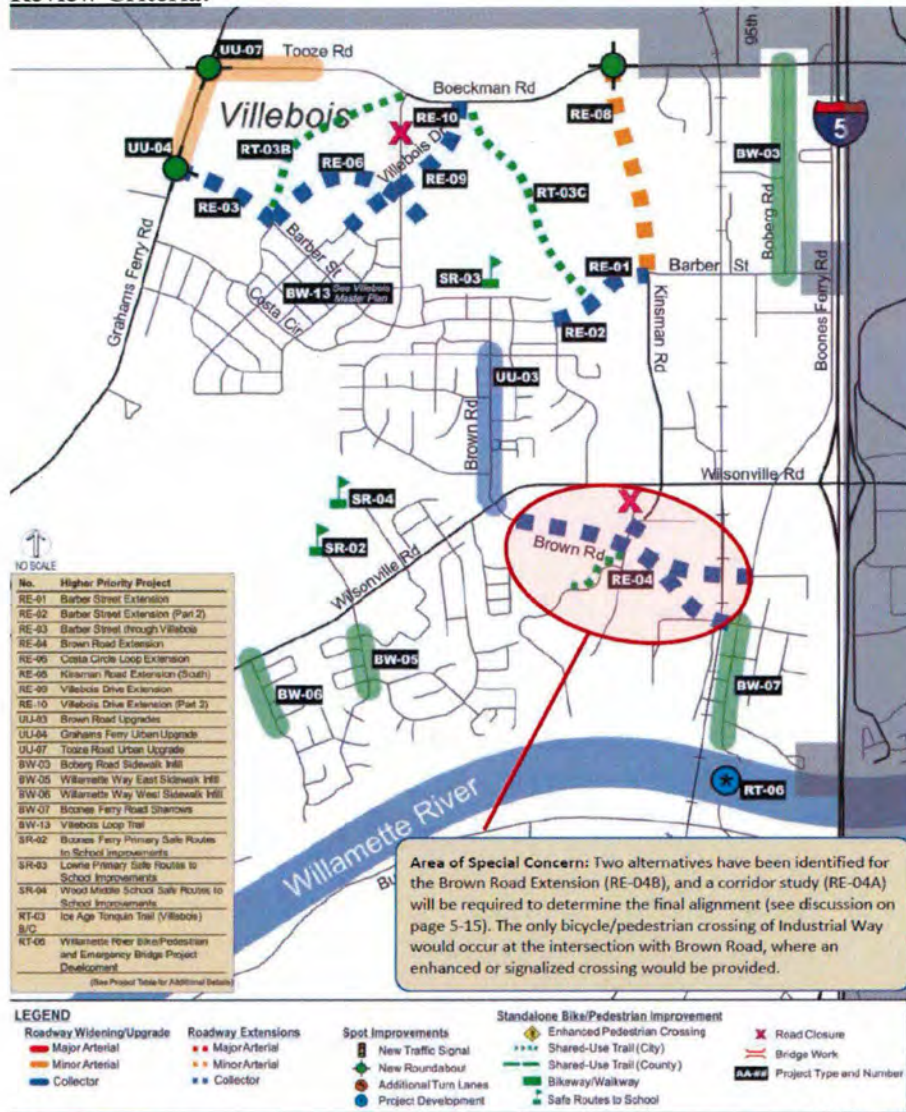 Review Criteria:
UU-07
Tooze Rd
95th A
Boeckman Rd
Villebois
RE-10
RE-08
5
UU-04
RT-03B
RE-06
Villebois Dr
RE-09
BW-03
RE-03
RT-03C
Boberg Rd
Grahams Ferry Rd
Barber St
SR-03
RE-01
Barber St
BW-13 See Villebois Master Plan
Costa Cir
RE-02
Kinsman Rd
Boones Ferry Rd
UU-03
Brown Rd
Wilsonville Rd
SR-04
SR-02
Brown Rd
NO SCALE
Wilsonville Rd
RE-04
BW-05
BW-06
BW-07
RT-06
Willamette River
Bu
No. Higher Priority Project
RE-01 Barber Street Extension
RE-02 Barber Street Extension (Part 2)
RE-03 Barber Street through Villebois
RE-04 Brown Road Extension
RE-06 Costa Circle Loop Extension
RE-08 Kinsman Road Extension (South)
RE-09 Villebois Drive Extension
RE-10 Villebois Drive Extension (Part 2)
UU-03 Brown Road Upgrades
UU-04 Grahams Ferry Urban Upgrade
UU-07 Tooze Road Urban Upgrade
BW-03 Boberg Road Sidewalk Infill
BW-05 Willamette Way East Sidewalk Infill
BW-06 Willamette Way West Sidewalk Infill
BW-07 Boones Ferry Road Sharrows
BW-13 Villebois Loop Trail
SR-02 Boones Ferry Primary Safe Routes
to School Improvements
SR-03 Lowrie Primary Safe Routes to
School Improvements
SR-04 Wood Middle School Safe Routes to
School Improvements
RT-03 Ice Age Tonquin Trail (Villebois)
B/C
RT-06 Willamette River Bike/Pedestrian
and Emergency Bridge Project
Development
(See Project Table for Additional Details)
Area of Special Concern: Two alternatives have been identified for
the Brown Road Extension (RE-04B), and a corridor study (RE-04A)
will be required to determine the final alignment (see discussion on
page 5-15). The only bicycle/pedestrian crossing of Industrial Way
would occur at the intersection with Brown Road, where an
enhanced or signalized crossing would be provided.
LEGEND
Roadway Widening/Upgrade
Major Arterial
Minor Arterial
Collector
Roadway Extensions
Major Arterial
Minor Arterial
Collector
Spot Improvements
New Traffic Signal
New Roundabout
Additional Turn Lanes
Project Development
Standalone Bike/Pedestrian Improvement
Enhanced Pedestrian Crossing
Shared-Use Trail (City)
Shared-Use Trail (County)
Bikeway/Walkway
Safe Routes to School
Road Closure
Bridge Work
AA-## Project Type and Number